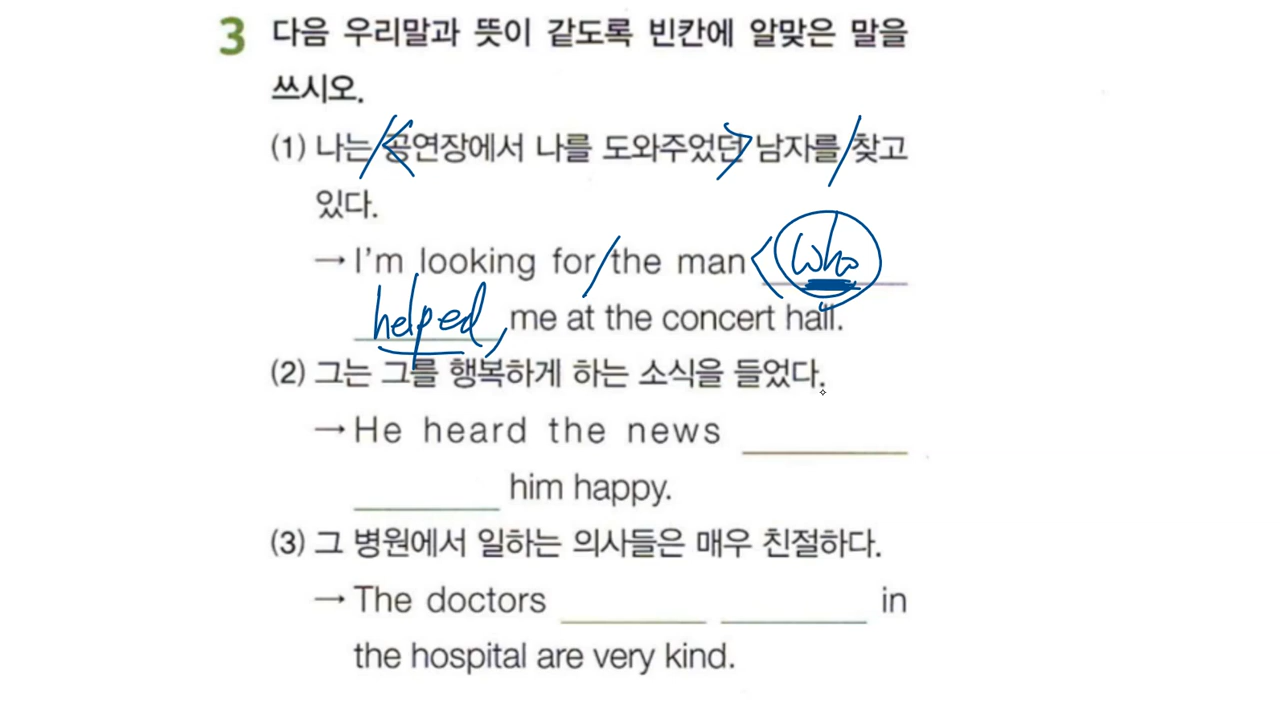 3 다음 우리말과 뜻이 같도록 빈칸에 알맞은 말을
쓰시오.
(1) 나는 공연장에서 나를 도와주었던 남자를 찾고
있다.
→ I'm looking for the man who
helped me at the concert hall.
(2) 그는 그를 행복하게 하는 소식을 들었다.
→ He heard the news
him happy.
(3) 그 병원에서 일하는 의사들은 매우 친절하다.
→ The doctors in
the hospital are very kind.